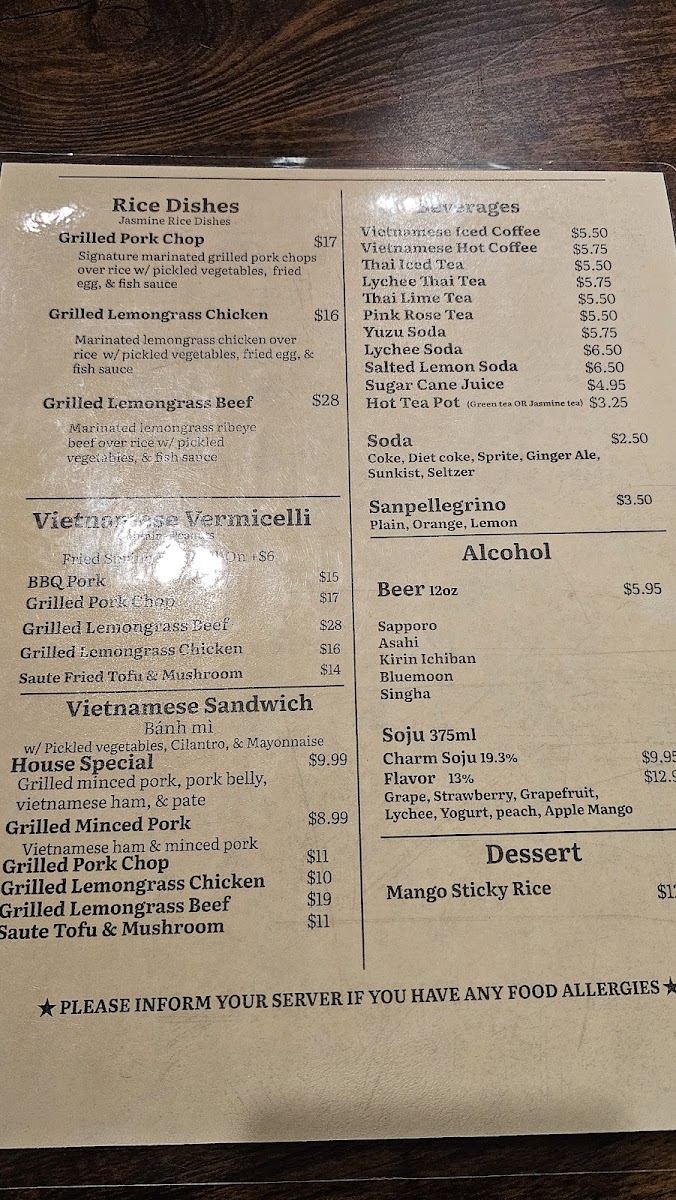 Rice Dishes
Jasmine Rice Dishes
Grilled Pork Chop $17
Signature marinated grilled pork chops
over rice w/ pickled vegetables, fried
egg, & fish sauce
Grilled Lemongrass Chicken $16
Marinated lemongrass chicken over
rice w/ pickled vegetables, fried egg, &
fish sauce
Grilled Lemongrass Beef $28
Marinated lemongrass ribeye
beef over rice w/ pickled
vegetables, & fish sauce
Vietnamese Vermicelli
Fried On +$6
BBQ Pork $15
Grilled Pork Chop $17
Grilled Lemongrass Beef $28
Grilled Lemongrass Chicken $16
Saute Fried Tofu & Mushroom $14
Vietnamese Sandwich
Bánh mì
w/ Pickled vegetables, Cilantro, & Mayonnaise
House Special $9.99
Grilled minced pork, pork belly,
vietnamese ham, & pate
Grilled Minced Pork $8.99
Vietnamese ham & minced pork
Grilled Pork Chop $11
Grilled Lemongrass Chicken $10
Grilled Lemongrass Beef $19
Saute Tofu & Mushroom $11
Beverages
Vietnamese Iced Coffee $5.50
Vietnamese Hot Coffee $5.75
Thai Iced Tea $5.50
Lychee Thai Tea $5.75
Thai Lime Tea $5.50
Pink Rose Tea $5.50
Yuzu Soda $5.75
Lychee Soda $6.50
Salted Lemon Soda $6.50
Sugar Cane Juice $4.95
Hot Tea Pot (Green tea OR Jasmine tea) $3.25
Soda $2.50
Coke, Diet coke, Sprite, Ginger Ale,
Sunkist, Seltzer
Sanpellegrino $3.50
Plain, Orange, Lemon
Alcohol
Beer 12oz $5.95
Sapporo
Asahi
Kirin Ichiban
Bluemoon
Singha
Soju 375ml
Charm Soju 19.3% $9.95
Flavor 13% $12.9
Grape, Strawberry, Grapefruit,
Lychee, Yogurt, peach, Apple Mango
Dessert
Mango Sticky Rice
★ PLEASE INFORM YOUR SERVER IF YOU HAVE ANY FOOD ALLERGIES ★